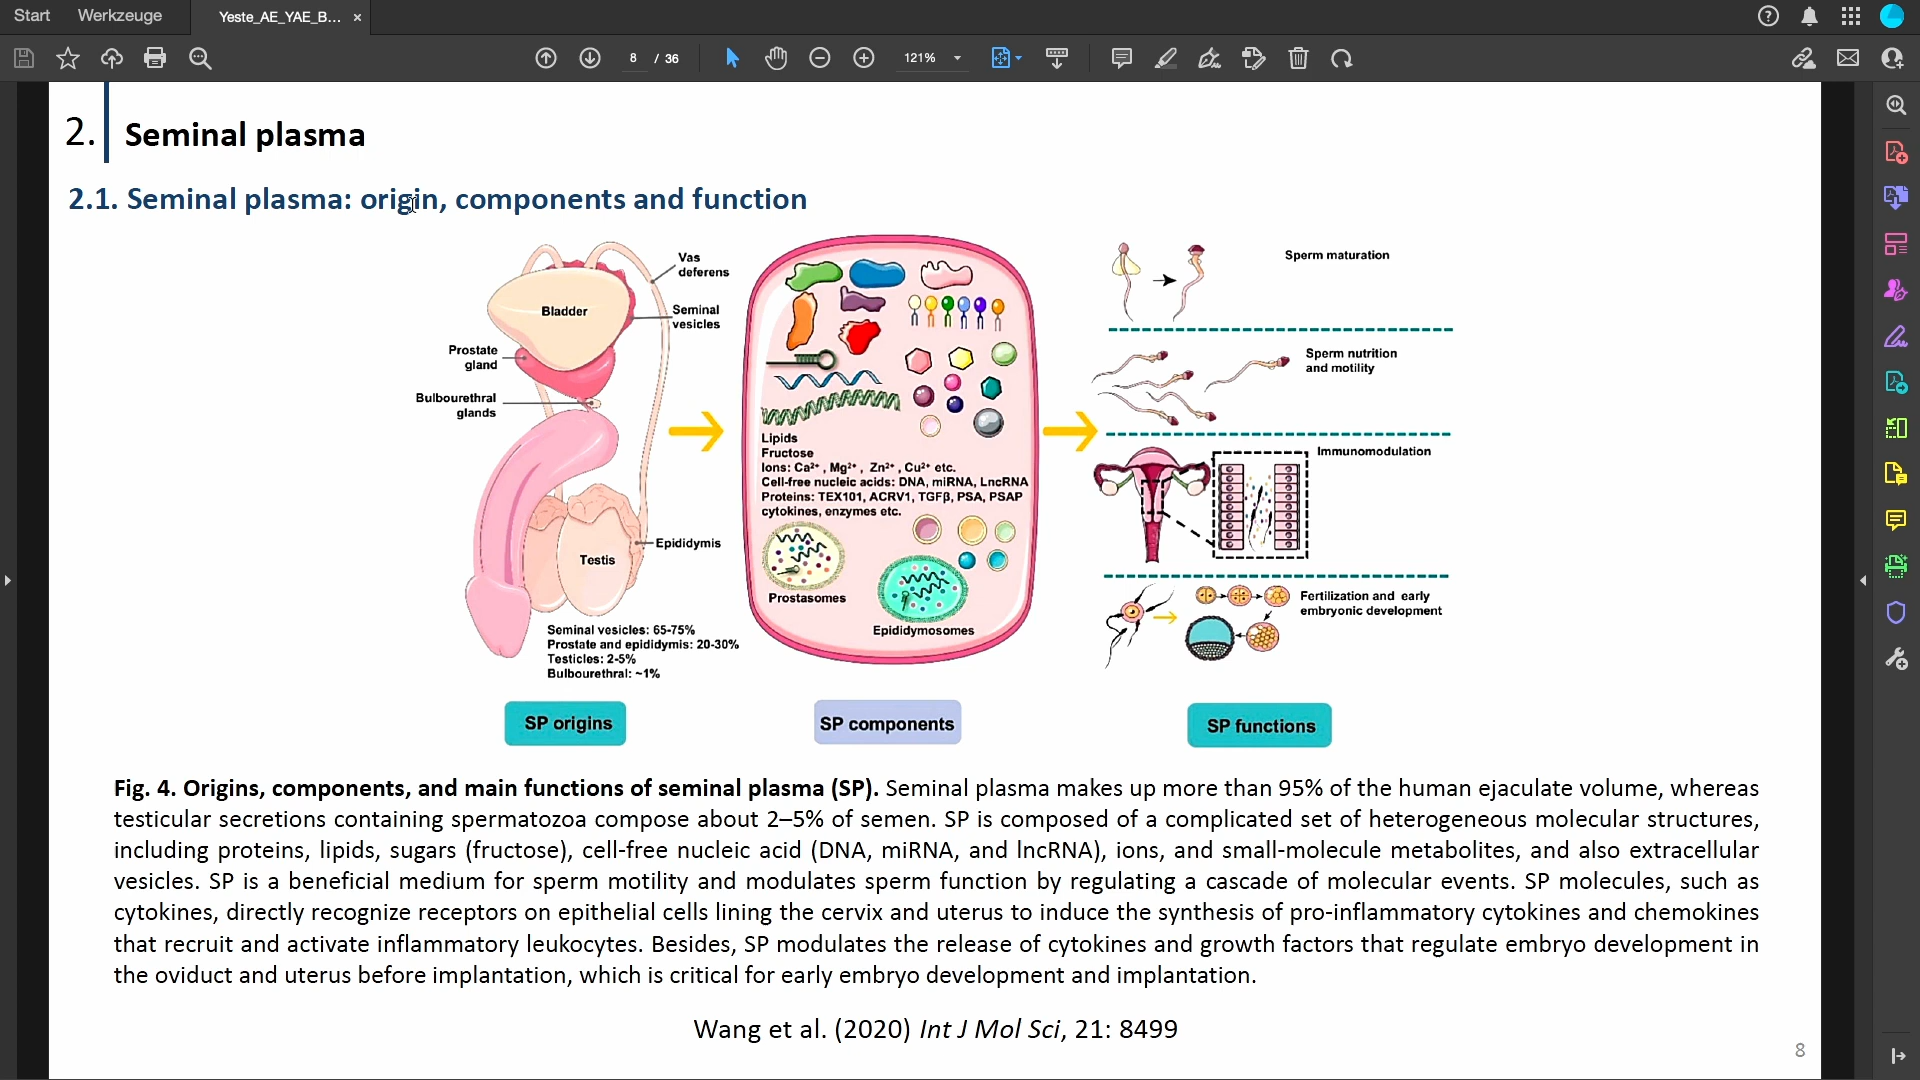 Start Werkzeuge Yeste_AE_YAE_B... ×
8 / 36 121%
2. Seminal plasma
2.1. Seminal plasma: origin, components and function
Vas
deferens
Bladder
Seminal
vesicles
Prostate
gland
Bulbourethral
glands
Epididymis
Testis
Seminal vesicles: 65-75%
Prostate and epididymis: 20-30%
Testicles: 2-5%
Bulbourethral: ~1%
SP origins
Lipids
Fructose
Ions: Ca²⁺ , Mg²⁺ , Zn²⁺ , Cu²⁺ etc.
Cell-free nucleic acids: DNA, miRNA, LncRNA
Proteins: TEX101, ACRV1, TGFβ, PSA, PSAP
cytokines, enzymes etc.
Prostasomes
Epididymosomes
SP components
Sperm maturation
Sperm nutrition
and motility
Immunomodulation
Fertilization and early
embryonic development
SP functions
Fig. 4. Origins, components, and main functions of seminal plasma (SP). Seminal plasma makes up more than 95% of the human ejaculate volume, whereas
testicular secretions containing spermatozoa compose about 2–5% of semen. SP is composed of a complicated set of heterogeneous molecular structures,
including proteins, lipids, sugars (fructose), cell-free nucleic acid (DNA, miRNA, and lncRNA), ions, and small-molecule metabolites, and also extracellular
vesicles. SP is a beneficial medium for sperm motility and modulates sperm function by regulating a cascade of molecular events. SP molecules, such as
cytokines, directly recognize receptors on epithelial cells lining the cervix and uterus to induce the synthesis of pro-inflammatory cytokines and chemokines
that recruit and activate inflammatory leukocytes. Besides, SP modulates the release of cytokines and growth factors that regulate embryo development in
the oviduct and uterus before implantation, which is critical for early embryo development and implantation.
Wang et al. (2020) Int J Mol Sci, 21: 8499
8